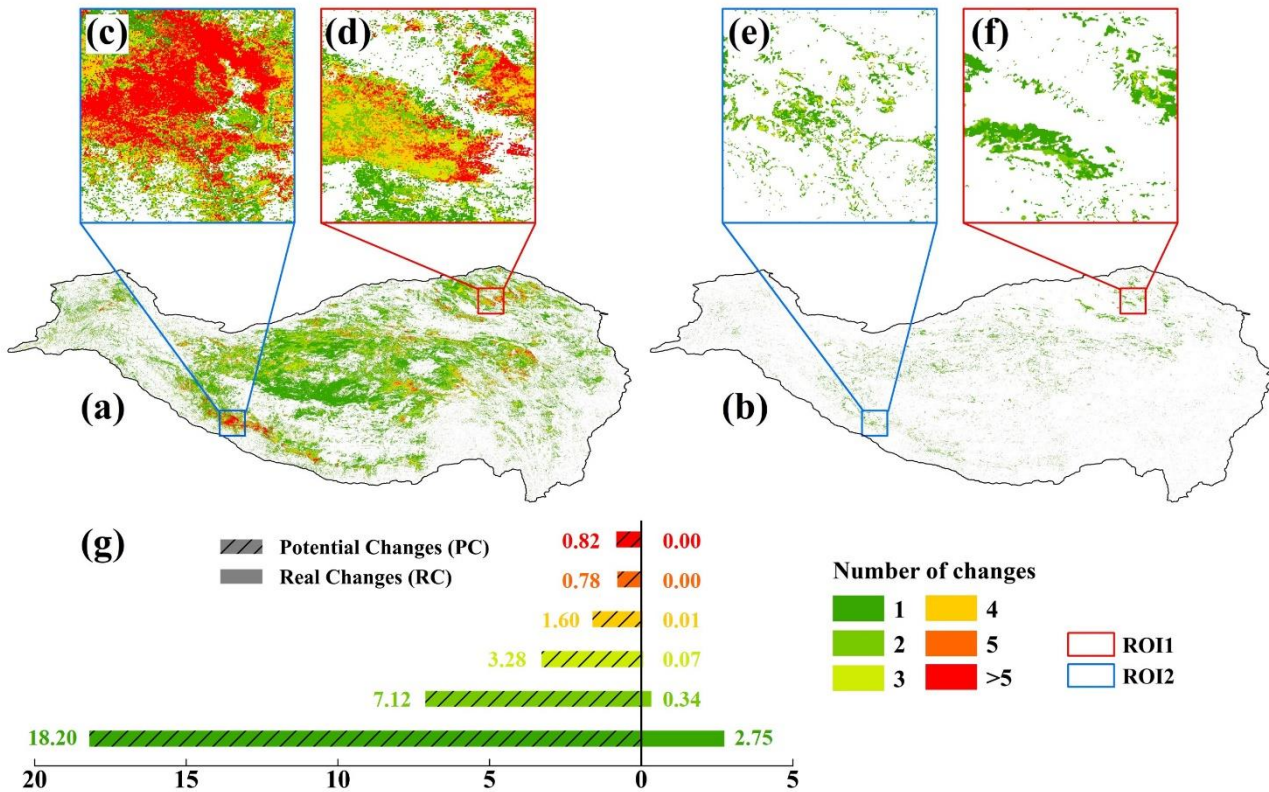 (c)
(d)
(e)
(f)
(a)
(b)
(g)
Potential Changes (PC)
Real Changes (RC)
0.82 0.00
0.78 0.00
1.60 0.01
3.28 0.07
7.12 0.34
18.20 2.75
20 15 10 5 0 5
Number of changes
1 4
2 5
3 >5
ROI1
ROI2